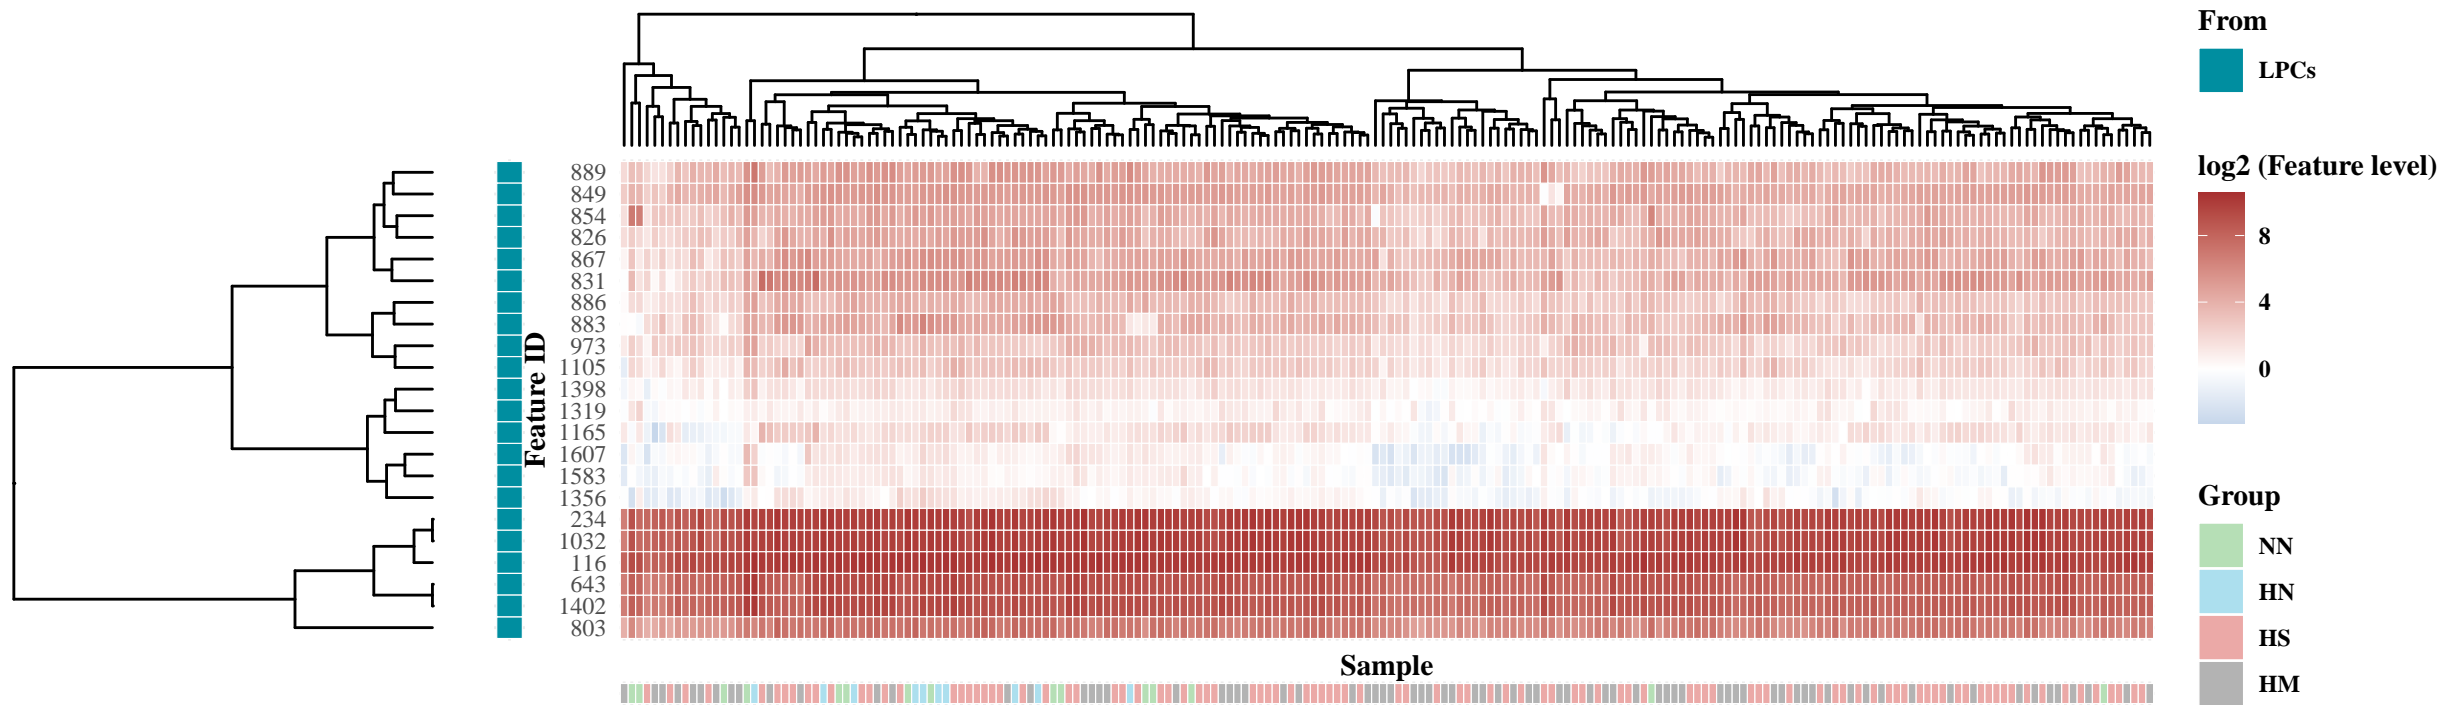 From
LPCs
log2 (Feature level)
8
4
0
Group
NN
HN
HS
HM
Feature ID
889
849
854
826
867
831
886
883
973
1105
1398
1319
1165
1607
1583
1356
234
1032
116
643
1402
803
Sample